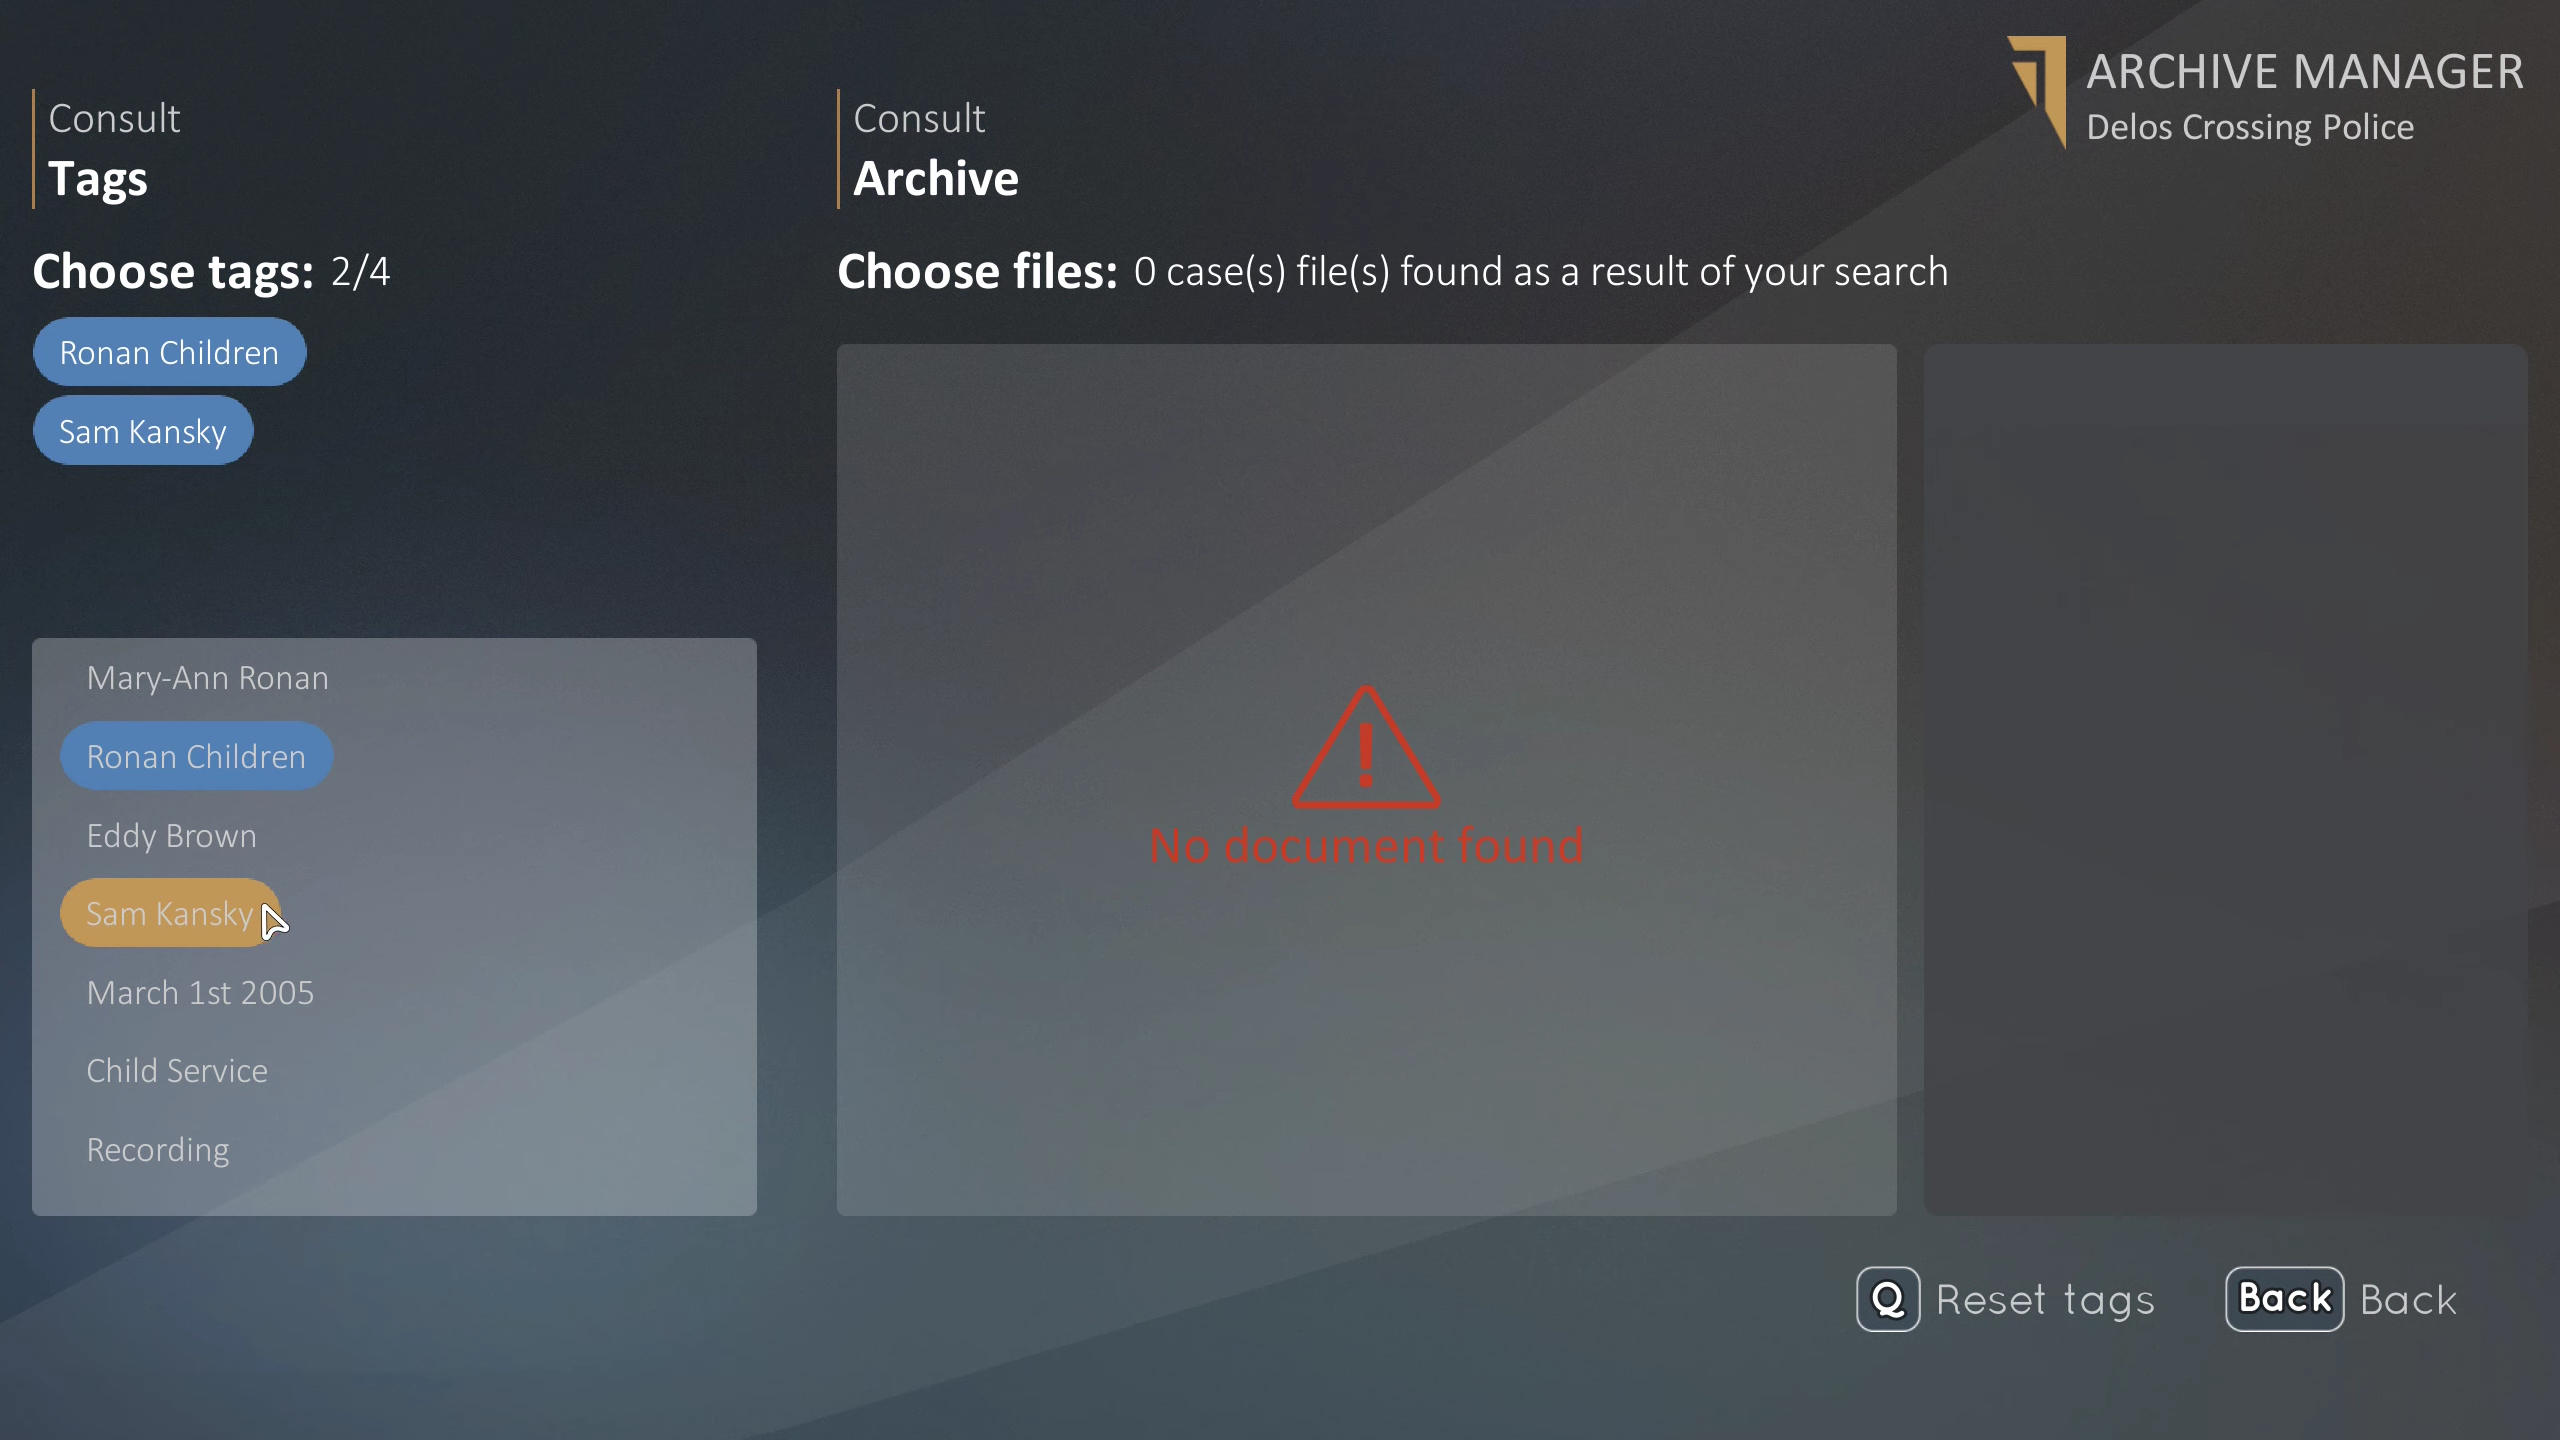 ARCHIVE MANAGER
Delos Crossing Police
Consult
Tags
Choose tags: 2/4
Ronan Children
Sam Kansky
Mary-Ann Ronan
Ronan Children
Eddy Brown
Sam Kansky
March 1st 2005
Child Service
Recording
Consult
Archive
Choose files: 0 case(s) file(s) found as a result of your search
No document found
Q Reset tags
Back Back